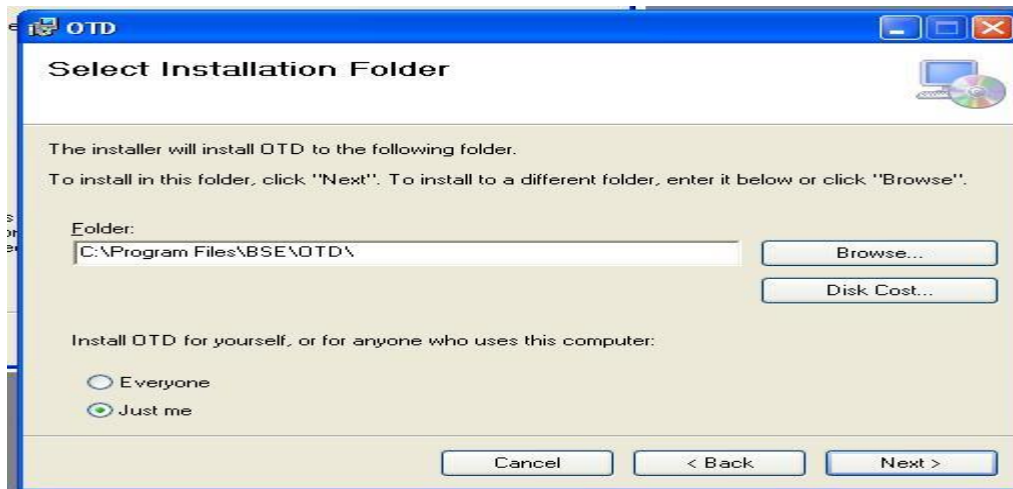 OTD
Select Installation Folder
The installer will install OTD to the following folder.
To install in this folder, click "Next". To install to a different folder, enter it below or click "Browse".
Folder:
C:\Program Files\BSE\OTD\
Browse...
Disk Cost...
Install OTD for yourself, or for anyone who uses this computer:
Everyone
Just me
Cancel
< Back
Next >